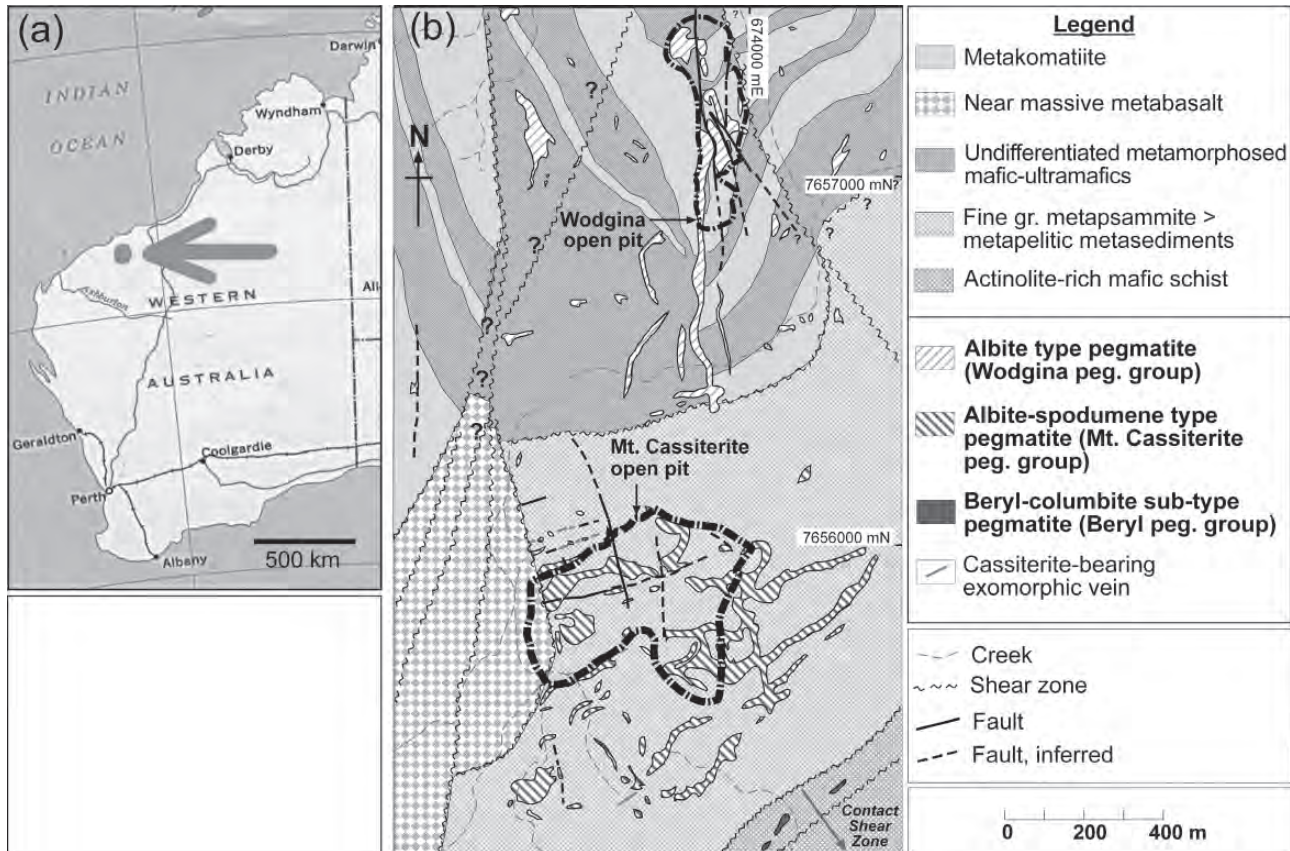 (a)
INDIAN
OCEAN
Darwin
Wyndham
Derby
WESTERN
AUSTRALIA
Geraldton
Coolgardie
Perth
Albany
500 km
(b)
N
674000 mE
?
?
?
?
?
?
?
?
7657000 mN
Wodgina
open pit
Mt. Cassiterite
open pit
7656000 mN
Contact
Shear
Zone
Legend
Metakomatiite
Near massive metabasalt
Undifferentiated metamorphosed
mafic-ultramafics
Fine gr. metapsammite >
metapelitic metasediments
Actinolite-rich mafic schist
Albite type pegmatite
(Wodgina peg. group)
Albite-spodumene type
pegmatite (Mt. Cassiterite
peg. group)
Beryl-columbite sub-type
pegmatite (Beryl peg. group)
Cassiterite-bearing
exomorphic vein
Creek
Shear zone
Fault
Fault, inferred
0 200 400 m